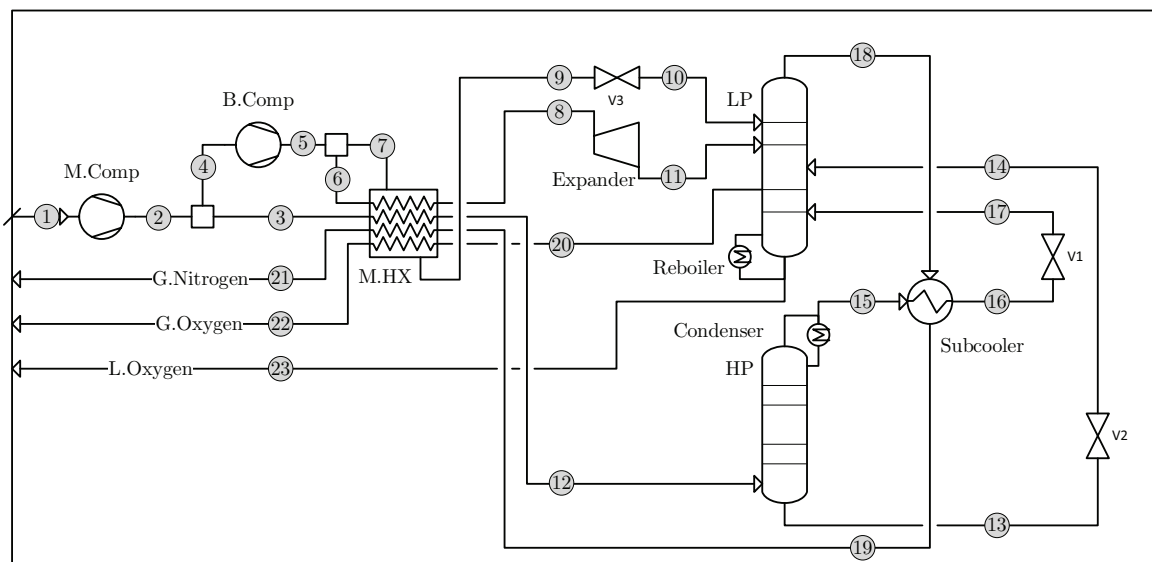 18
9
10
V3
LP
8
B.Comp
5
7
4
6
M.Comp
Expander
11
14
1
2
3
17
20
V1
Reboiler
G.Nitrogen
21
M.HX
15
16
G.Oxygen
22
Condenser
Subcooler
L.Oxygen
23
HP
V2
12
13
19